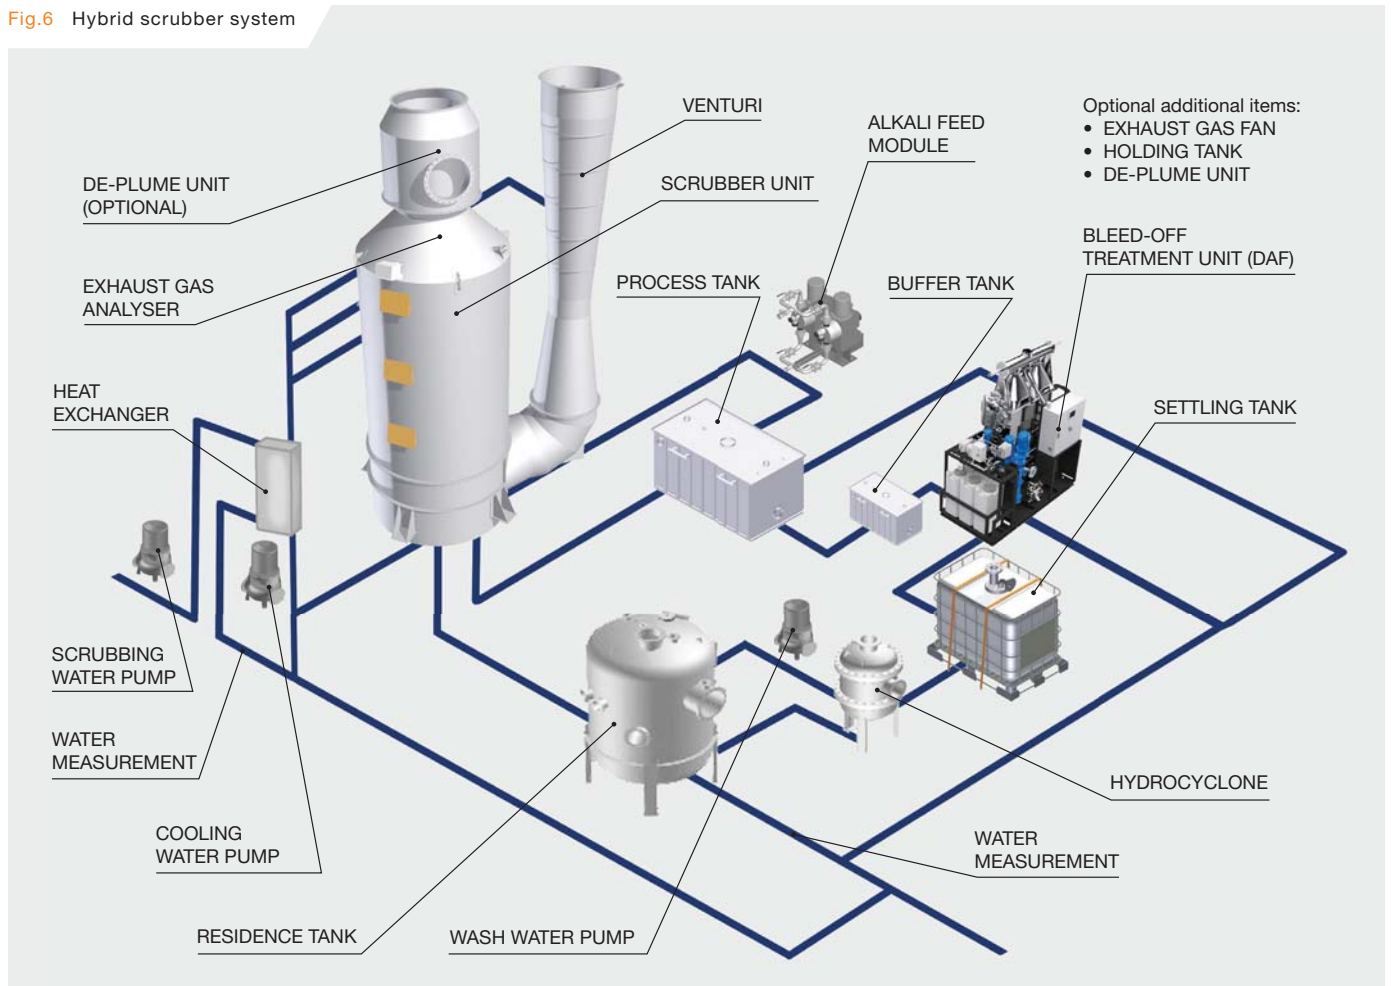 Fig.6 Hybrid scrubber system
VENTURI
ALKALI FEED
MODULE
Optional additional items:
• EXHAUST GAS FAN
• HOLDING TANK
• DE-PLUME UNIT
DE-PLUME UNIT
(OPTIONAL)
SCRUBBER UNIT
BLEED-OFF
TREATMENT UNIT (DAF)
EXHAUST GAS
ANALYSER
PROCESS TANK
BUFFER TANK
HEAT
EXCHANGER
SETTLING TANK
SCRUBBING
WATER PUMP
WATER
MEASUREMENT
HYDROCYCLONE
COOLING
WATER PUMP
WATER
MEASUREMENT
RESIDENCE TANK
WASH WATER PUMP